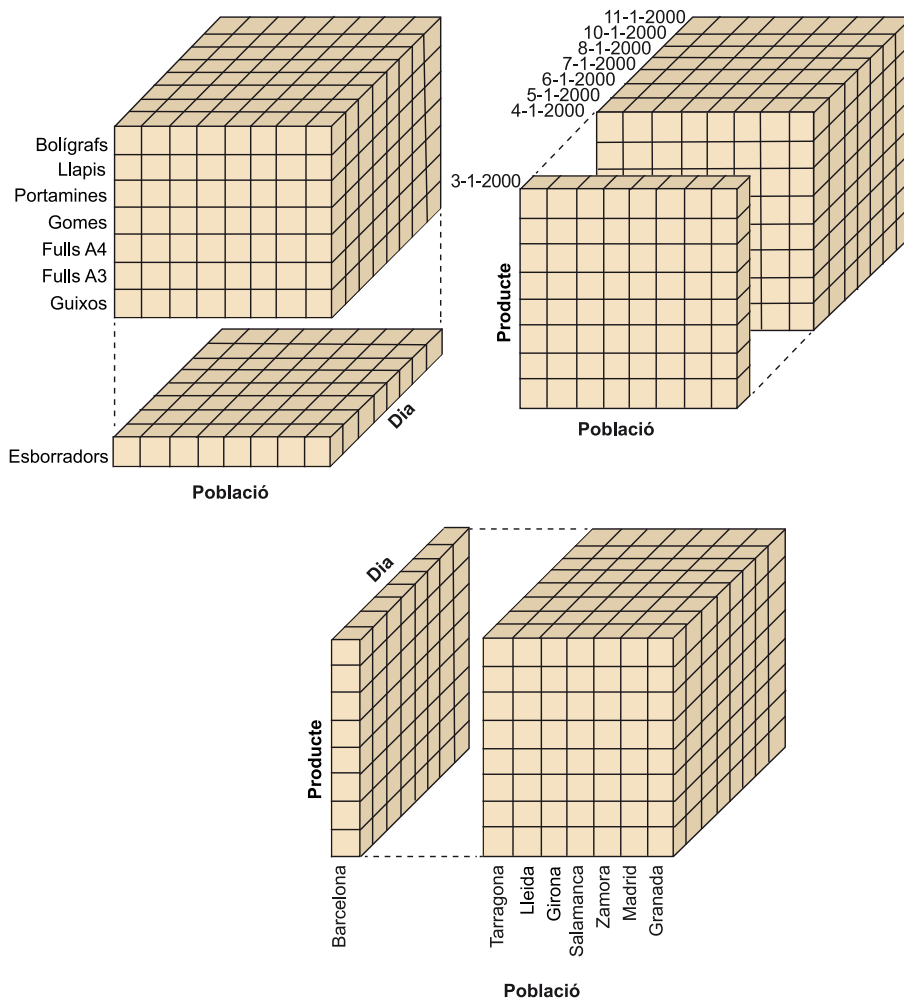 Bolígrafs
Llapis
Portamines
Gomes
Fulls A4
Fulls A3
Guixos
Esborradors
Dia
Població
11-1-2000
10-1-2000
8-1-2000
7-1-2000
6-1-2000
5-1-2000
4-1-2000
3-1-2000
Producte
Població
Dia
Producte
Barcelona
Tarragona
Lleida
Girona
Salamanca
Zamora
Madrid
Granada
Població